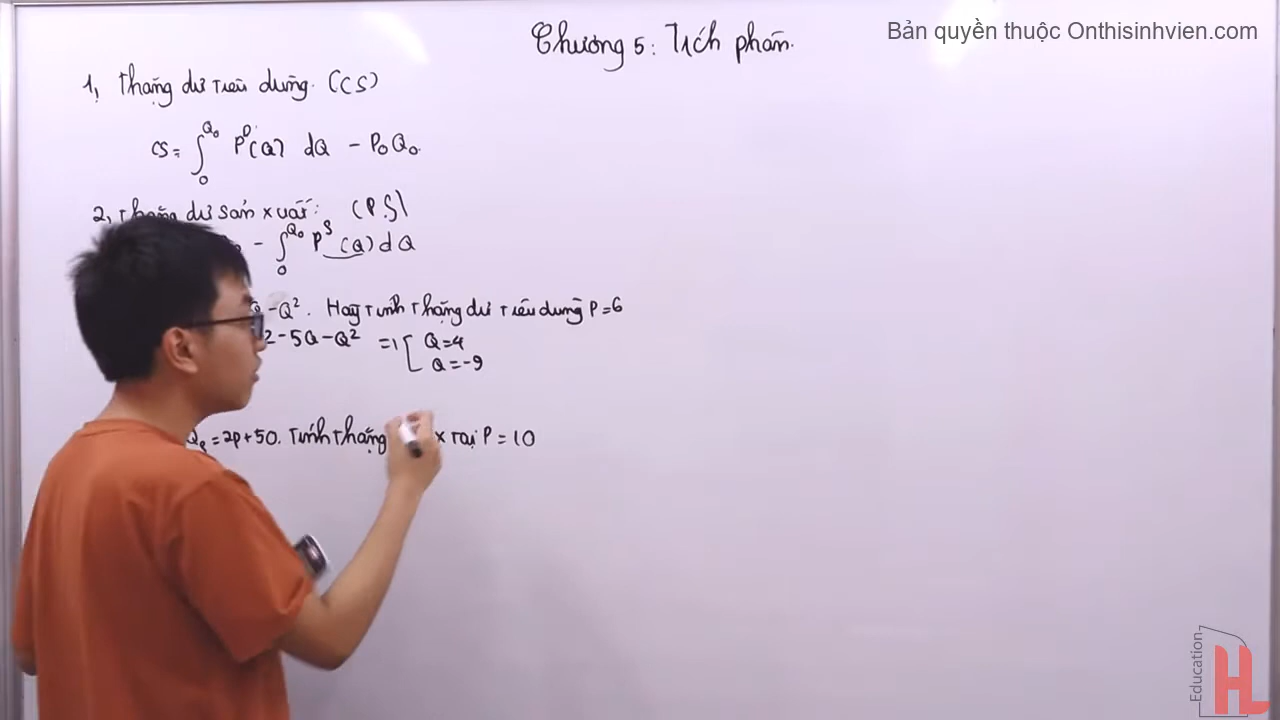 Bản quyền thuộc Onthisinhvien.com
Chương 5: Tích phân.
1, Thặng dư tiêu dùng. (CS)
CS = ∫₀^Q₀ P^D(Q) dQ - P₀Q₀.
2, Thặng dư sản xuất: (PS)
- ∫₀^Q₀ P^S (Q) dQ
-Q². Hãy tính thặng dư tiêu dùng P=6
2-5Q-Q² => [ Q=4
Q=-9
=2p+50. Tính thặng x tại P = 10
Education
HL